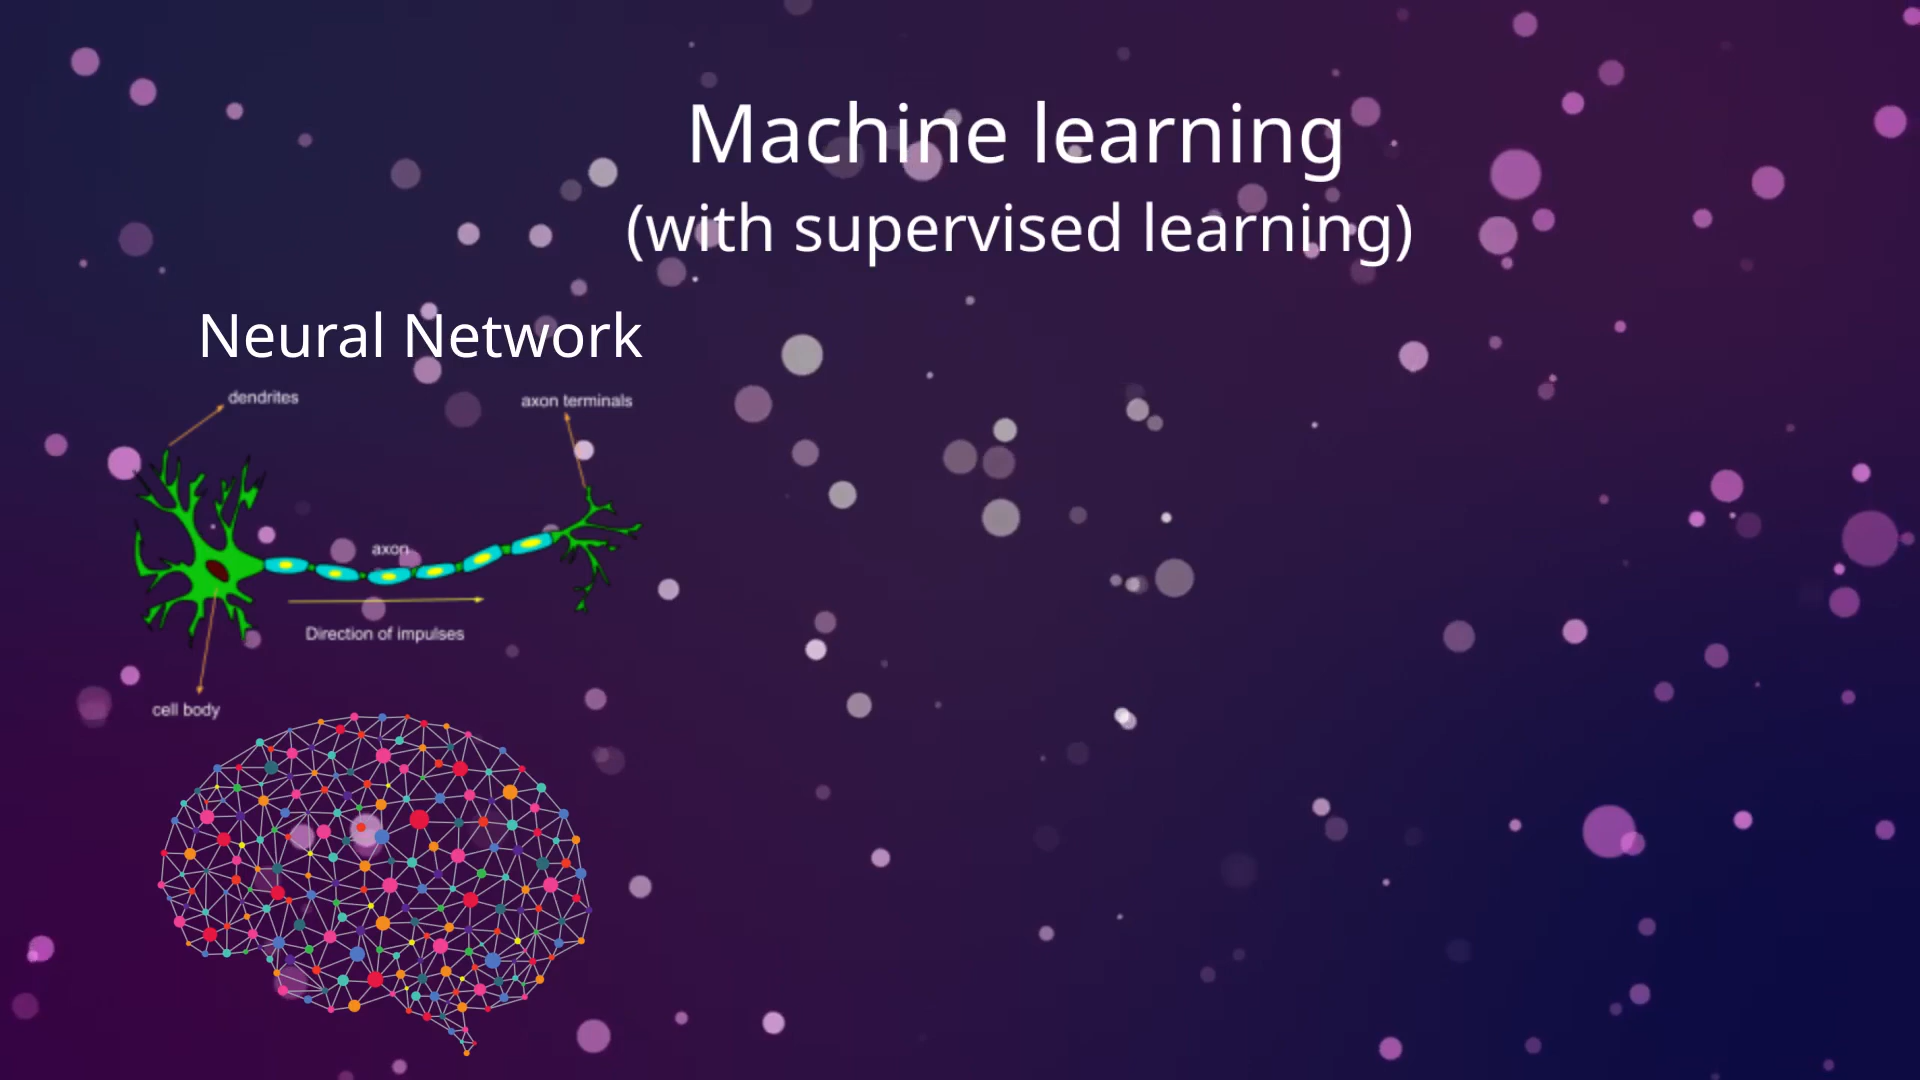 Machine learning
(with supervised learning)
Neural Network
dendrites
axon terminals
axon
Direction of impulses
cell body